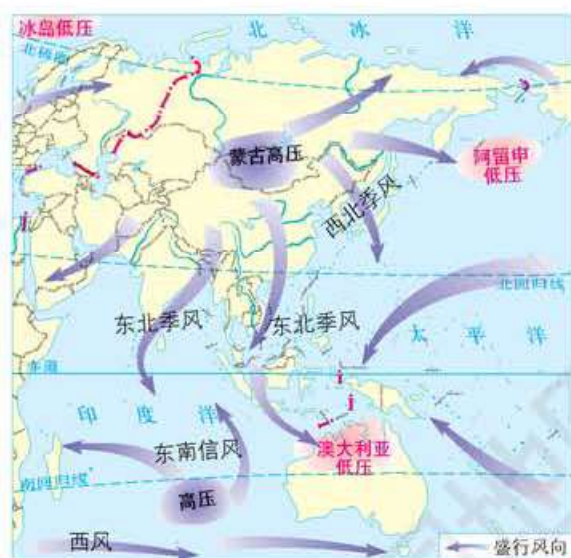 冰岛低压
北冰洋
北极圈
蒙古高压
阿留申
低压
西北季风
北回归线
东北季风
东北季风
太平洋
赤道
印度洋
东南信风
澳大利亚
低压
南回归线
高压
西风
盛行风向